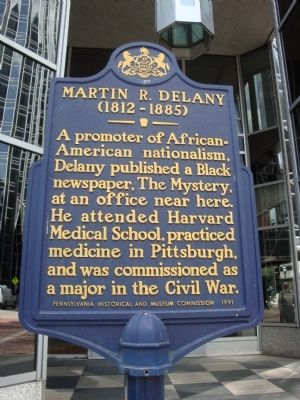 MARTIN R. DELANY
(1812-1885)
A promoter of African-
American nationalism,
Delany published a Black
newspaper, The Mystery,
at an office near here.
He attended Harvard
Medical School, practiced
medicine in Pittsburgh,
and was commissioned as
a major in the Civil War.
PENNSYLVANIA HISTORICAL AND MUSEUM COMMISSION 1991